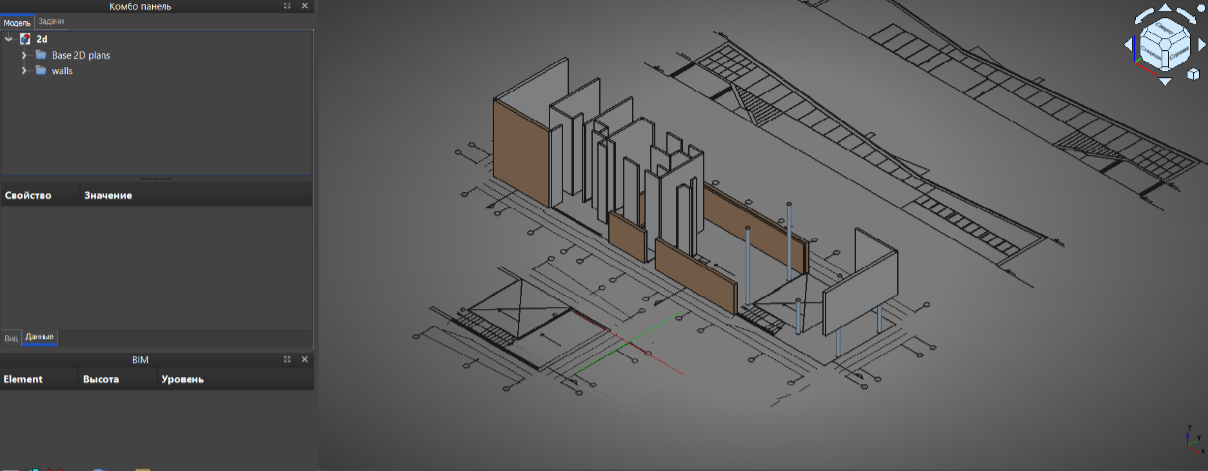 Комбо панель
Модель Задачи
2d
Base 2D plans
walls
Свойство Значение
Вид Данные
BIM
Element Высота Уровень